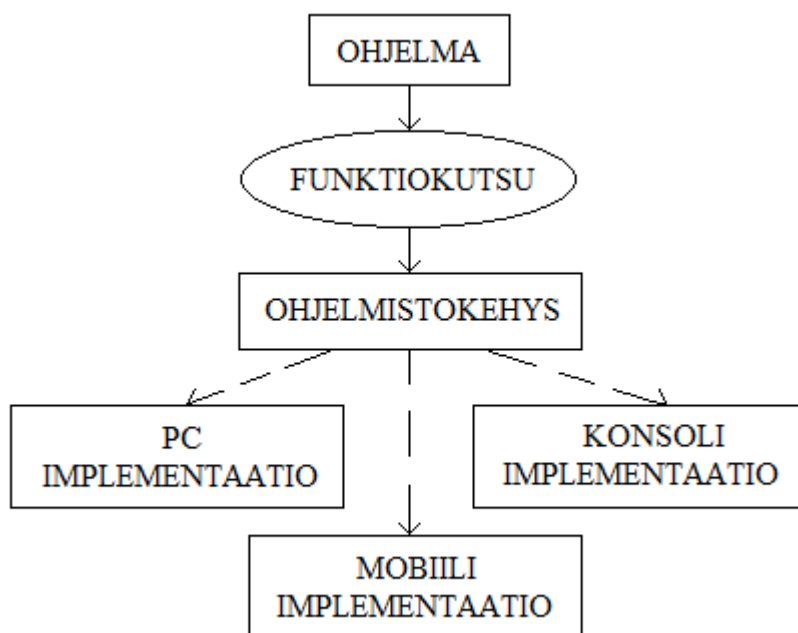 OHJELMA
FUNKTIOKUTSU
OHJELMISTOKEHYS
PC
IMPLEMENTAATIO
KONSOLI
IMPLEMENTAATIO
MOBIILI
IMPLEMENTAATIO